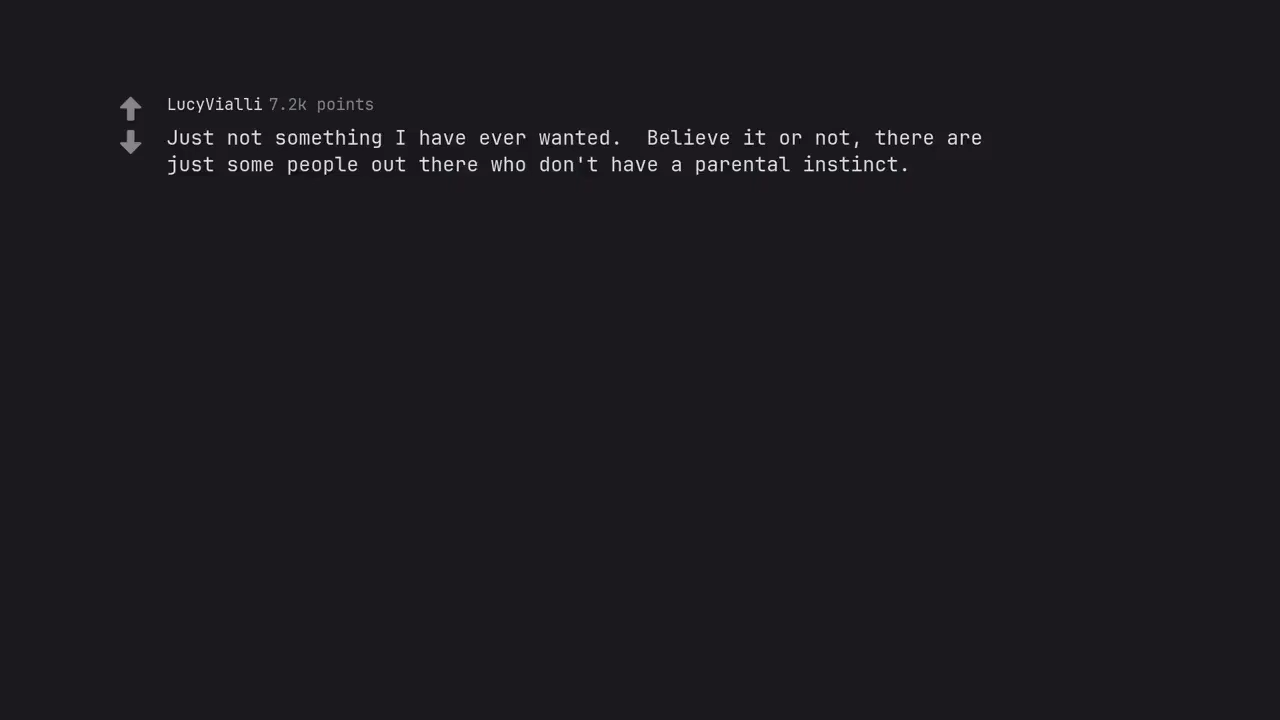 LucyVialli 7.2k points
Just not something I have ever wanted.  Believe it or not, there are
just some people out there who don't have a parental instinct.